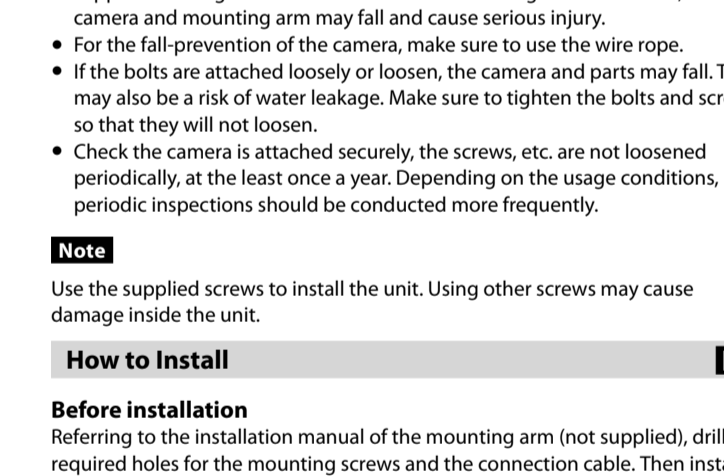 camera and mounting arm may fall and cause serious injury.
• For the fall-prevention of the camera, make sure to use the wire rope.
• If the bolts are attached loosely or loosen, the camera and parts may fall.
may also be a risk of water leakage. Make sure to tighten the bolts and
so that they will not loosen.
• Check the camera is attached securely, the screws, etc. are not loosened
periodically, at the least once a year. Depending on the usage conditions,
periodic inspections should be conducted more frequently.
Note
Use the supplied screws to install the unit. Using other screws may cause
damage inside the unit.
How to Install
Before installation
Referring to the installation manual of the mounting arm (not supplied),
required holes for the mounting screws and the connection cable. Then